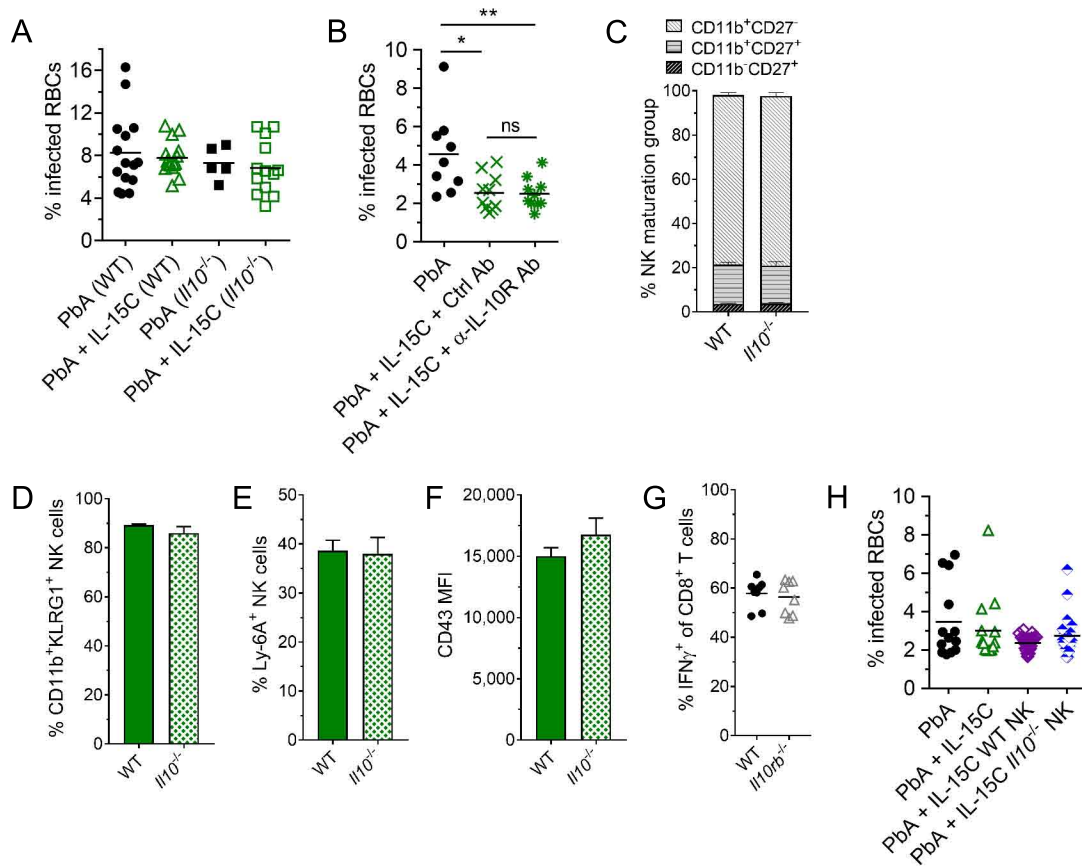 A
% infected RBCs
16
12
8
4
0
PbA (WT)
PbA + IL-15C (WT)
PbA (Il10-/-)
PbA + IL-15C (Il10-/-)
B
**
*
ns
% infected RBCs
10
8
6
4
2
0
PbA
PbA + IL-15C + Ctrl Ab
PbA + IL-15C + α-IL-10R Ab
C
CD11b+CD27-
CD11b+CD27+
CD11b-CD27+
% NK maturation group
100
80
60
40
20
0
WT
Il10-/-
D
% CD11b+KLRG1+ NK cells
100
80
60
40
20
0
WT
Il10-/-
E
% Ly-6A+ NK cells
50
40
30
20
10
0
WT
Il10-/-
F
CD43 MFI
20,000
15,000
10,000
5,000
0
WT
Il10-/-
G
% IFNγ+ of CD8+ T cells
100
80
60
40
20
0
WT
Il10rb-/-
H
% infected RBCs
10
8
6
4
2
0
PbA
PbA + IL-15C
PbA + IL-15C WT NK
PbA + IL-15C Il10-/- NK